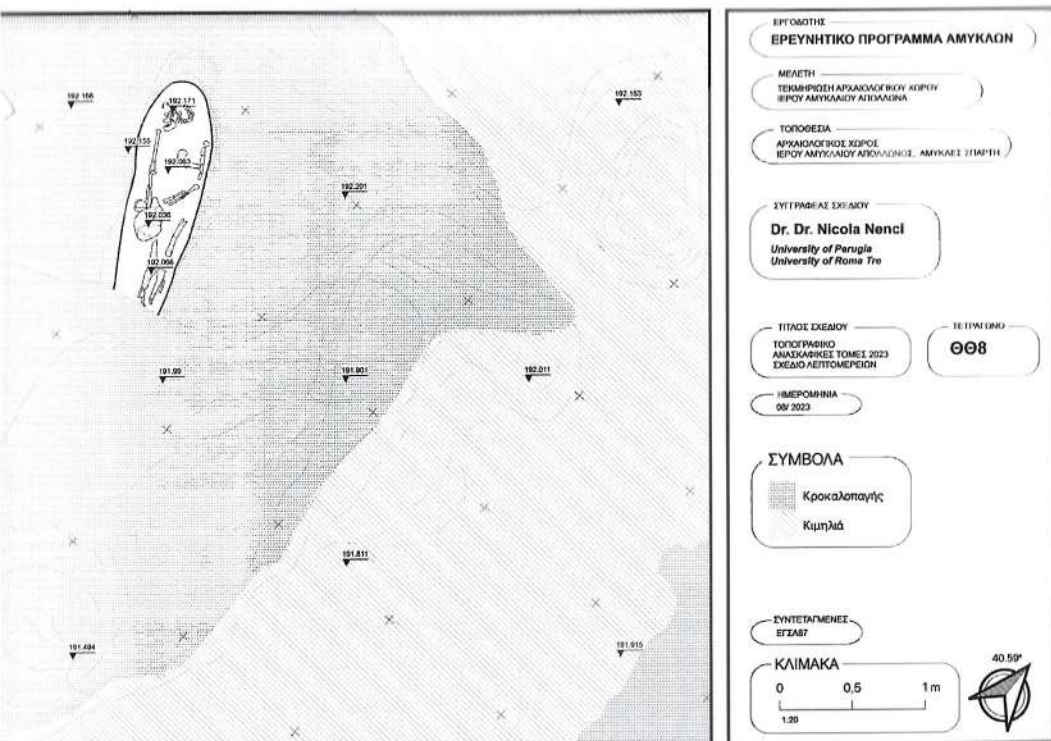 192.186
192.171
192.155
192.083
192.036
192.066
192.201
192.153
191.99
191.901
192.011
191.811
191.494
191.915
ΕΡΓΟΔΟΤΗΣ
ΕΡΕΥΝΗΤΙΚΟ ΠΡΟΓΡΑΜΜΑ ΑΜΥΚΛΩΝ
ΜΕΛΕΤΗ
ΤΕΚΜΗΡΙΩΣΗ ΑΡΧΑΙΟΛΟΓΙΚΟΥ ΧΩΡΟΥ
ΙΕΡΟΥ ΑΜΥΚΛΑΙΟΥ ΑΠΟΛΛΩΝΑ
ΤΟΠΟΘΕΣΙΑ
ΑΡΧΑΙΟΛΟΓΙΚΟΣ ΧΩΡΟΣ
ΙΕΡΟΥ ΑΜΥΚΛΑΙΟΥ ΑΠΟΛΛΩΝΟΣ, ΑΜΥΚΛΕΣ ΣΠΑΡΤΗ
ΣΥΓΓΡΑΦΕΑΣ ΣΧΕΔΙΟΥ
Dr. Dr. Nicola Nenci
University of Perugia
University of Roma Tre
ΤΙΤΛΟΣ ΣΧΕΔΙΟΥ
ΤΟΠΟΓΡΑΦΙΚΟ
ΑΝΑΣΚΑΦΙΚΕΣ ΤΟΜΕΣ 2023
ΣΧΕΔΙΟ ΛΕΠΤΟΜΕΡΕΙΩΝ
ΤΕΤΡΑΓΩΝΟ
ΘΘ8
ΗΜΕΡΟΜΗΝΙΑ
08/ 2023
ΣΥΜΒΟΛΑ
Κροκαλοπαγής
Κιμηλιά
ΣΥΝΤΕΤΑΓΜΕΝΕΣ
ΕΓΣΑ87
ΚΛΙΜΑΚΑ
0 0,5 1 m
1:20
40.59°